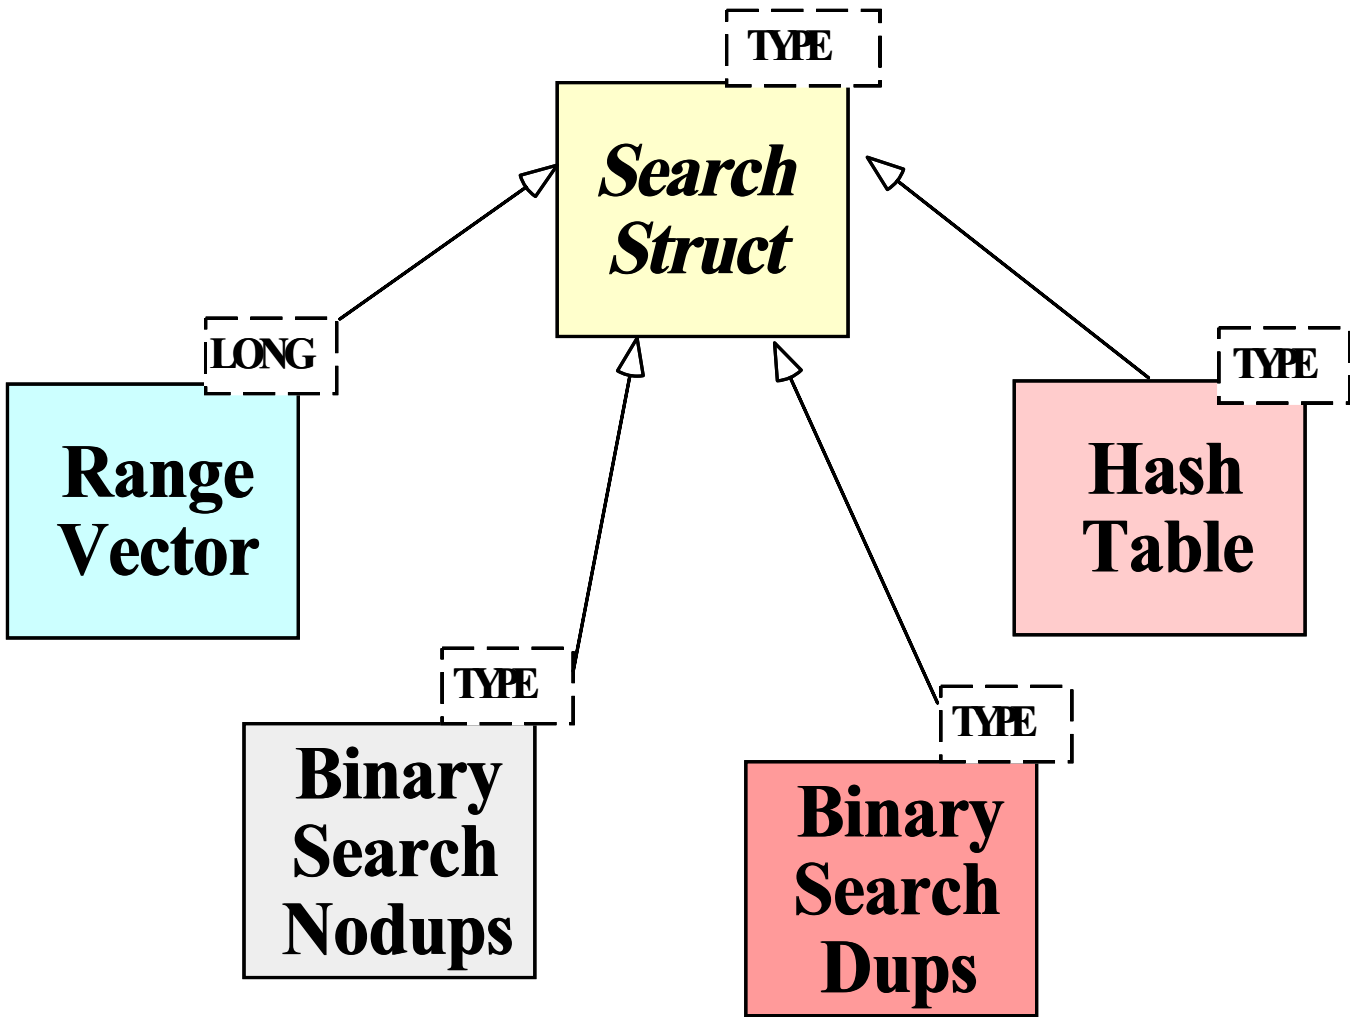 TYPE
Search
Struct
LONG
Range
Vector
TYPE
Hash
Table
TYPE
Binary
Search
Nodups
TYPE
Binary
Search
Dups